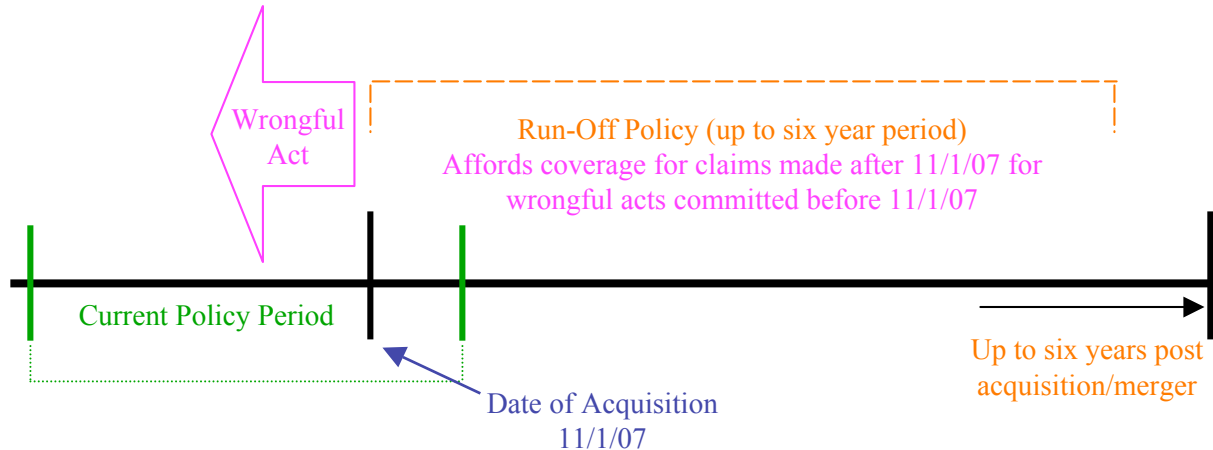 Wrongful
Act
Run-Off Policy (up to six year period)
Affords coverage for claims made after 11/1/07 for
wrongful acts committed before 11/1/07
Current Policy Period
Up to six years post
acquisition/merger
Date of Acquisition
11/1/07